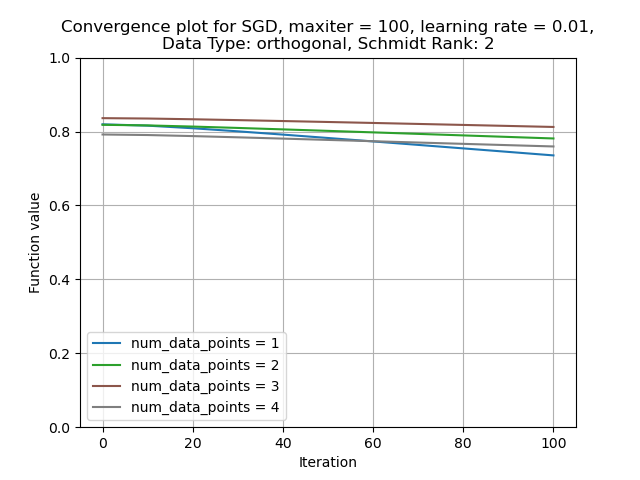 Convergence plot for SGD, maxiter = 100, learning rate = 0.01,
Data Type: orthogonal, Schmidt Rank: 2
1.0
0.8
0.6
0.4
0.2
0.0
Function value
num_data_points = 1
num_data_points = 2
num_data_points = 3
num_data_points = 4
0 20 40 60 80 100
Iteration